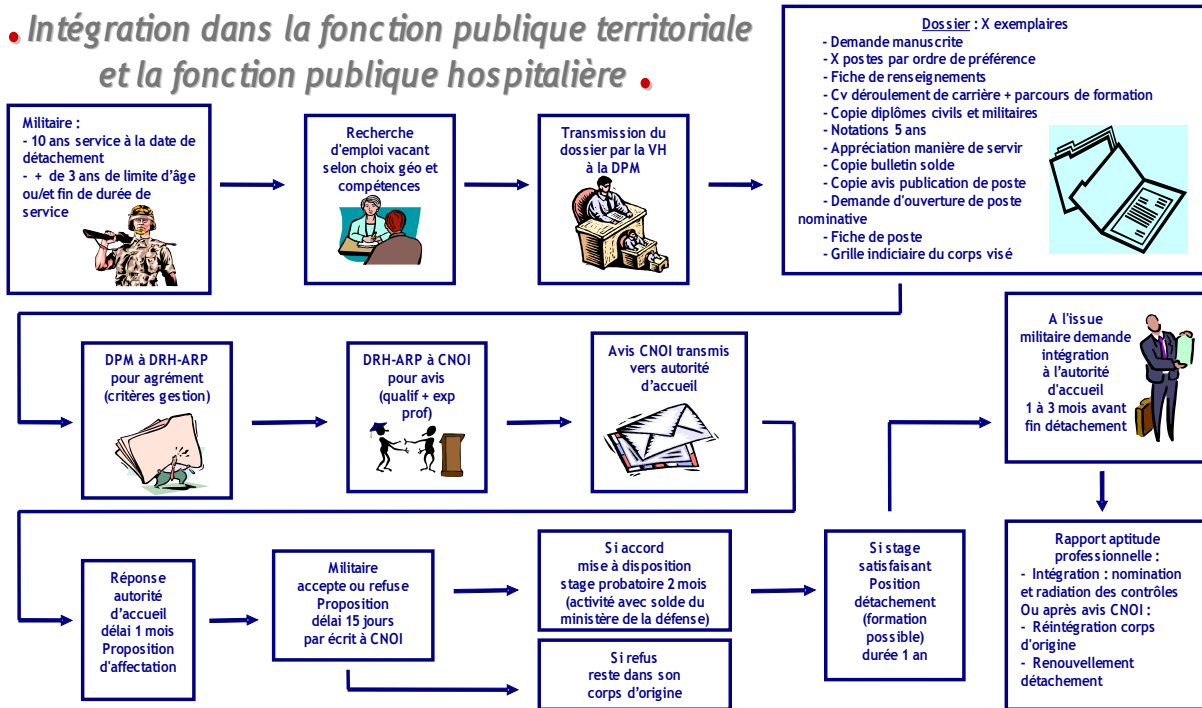 . Intégration dans la fonction publique territoriale
et la fonction publique hospitalière .
Militaire :
- 10 ans service à la date de
détachement
- + de 3 ans de limite d'âge
ou/et fin de durée de
service
Recherche
d'emploi vacant
selon choix géo et
compétences
Transmission du
dossier par la VH
à la DPM
Dossier : X exemplaires
- Demande manuscrite
- X postes par ordre de préférence
- Fiche de renseignements
- Cv déroulement de carrière + parcours de formation
- Copie diplômes civils et militaires
- Notations 5 ans
- Appréciation manière de servir
- Copie bulletin solde
- Copie avis publication de poste
- Demande d'ouverture de poste
nominative
- Fiche de poste
- Grille indiciaire du corps visé
DPM à DRH-ARP
pour agrément
(critères gestion)
DRH-ARP à CNOI
pour avis
(qualif + exp
prof)
Avis CNOI transmis
vers autorité
d'accueil
A l'issue
militaire demande
intégration
à l'autorité
d'accueil
1 à 3 mois avant
fin détachement
Réponse
autorité
d'accueil
délai 1 mois
Proposition
d'affectation
Militaire
accepte ou refuse
Proposition
délai 15 jours
par écrit à CNOI
Si accord
mise à disposition
stage probatoire 2 mois
(activité avec solde du
ministère de la défense)
Si refus
reste dans son
corps d'origine
Si stage
satisfaisant
Position
détachement
(formation
possible)
durée 1 an
Rapport aptitude
professionnelle :
- Intégration : nomination
et radiation des contrôles
Ou après avis CNOI :
- Réintégration corps
d'origine
- Renouvellement
détachement